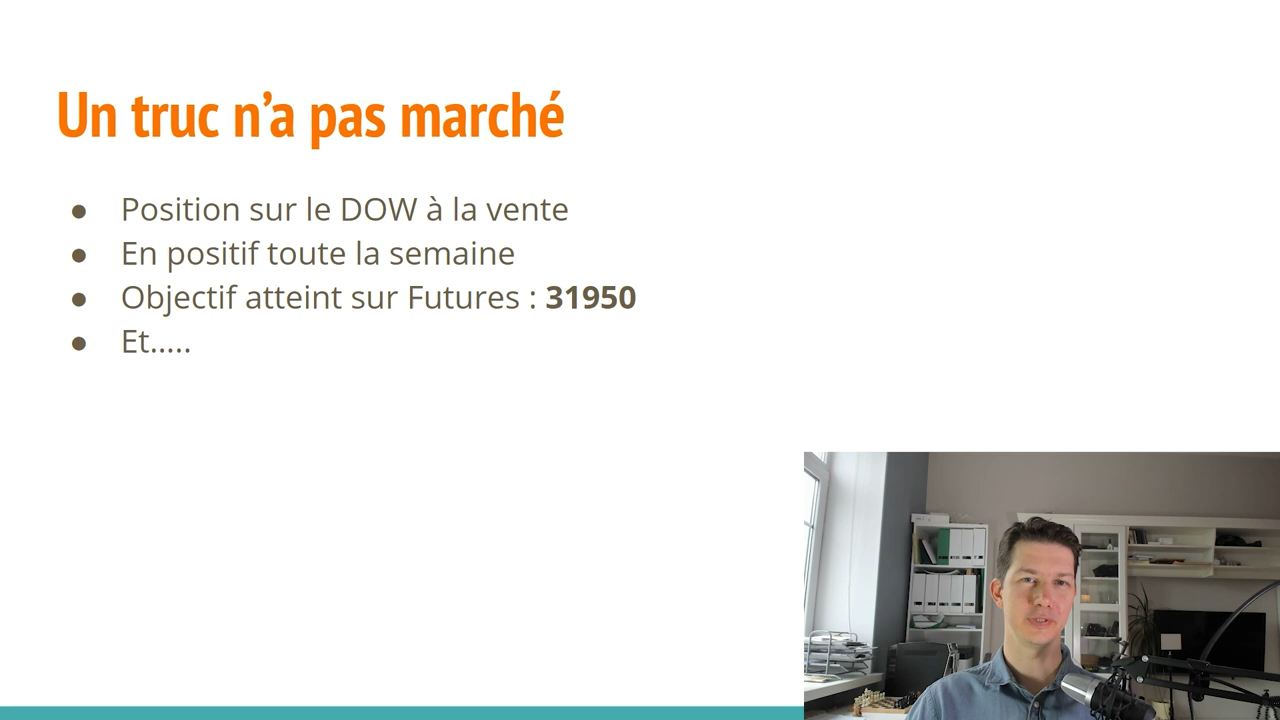 Un truc n’a pas marché
● Position sur le DOW à la vente
● En positif toute la semaine
● Objectif atteint sur Futures : 31950
● Et.....